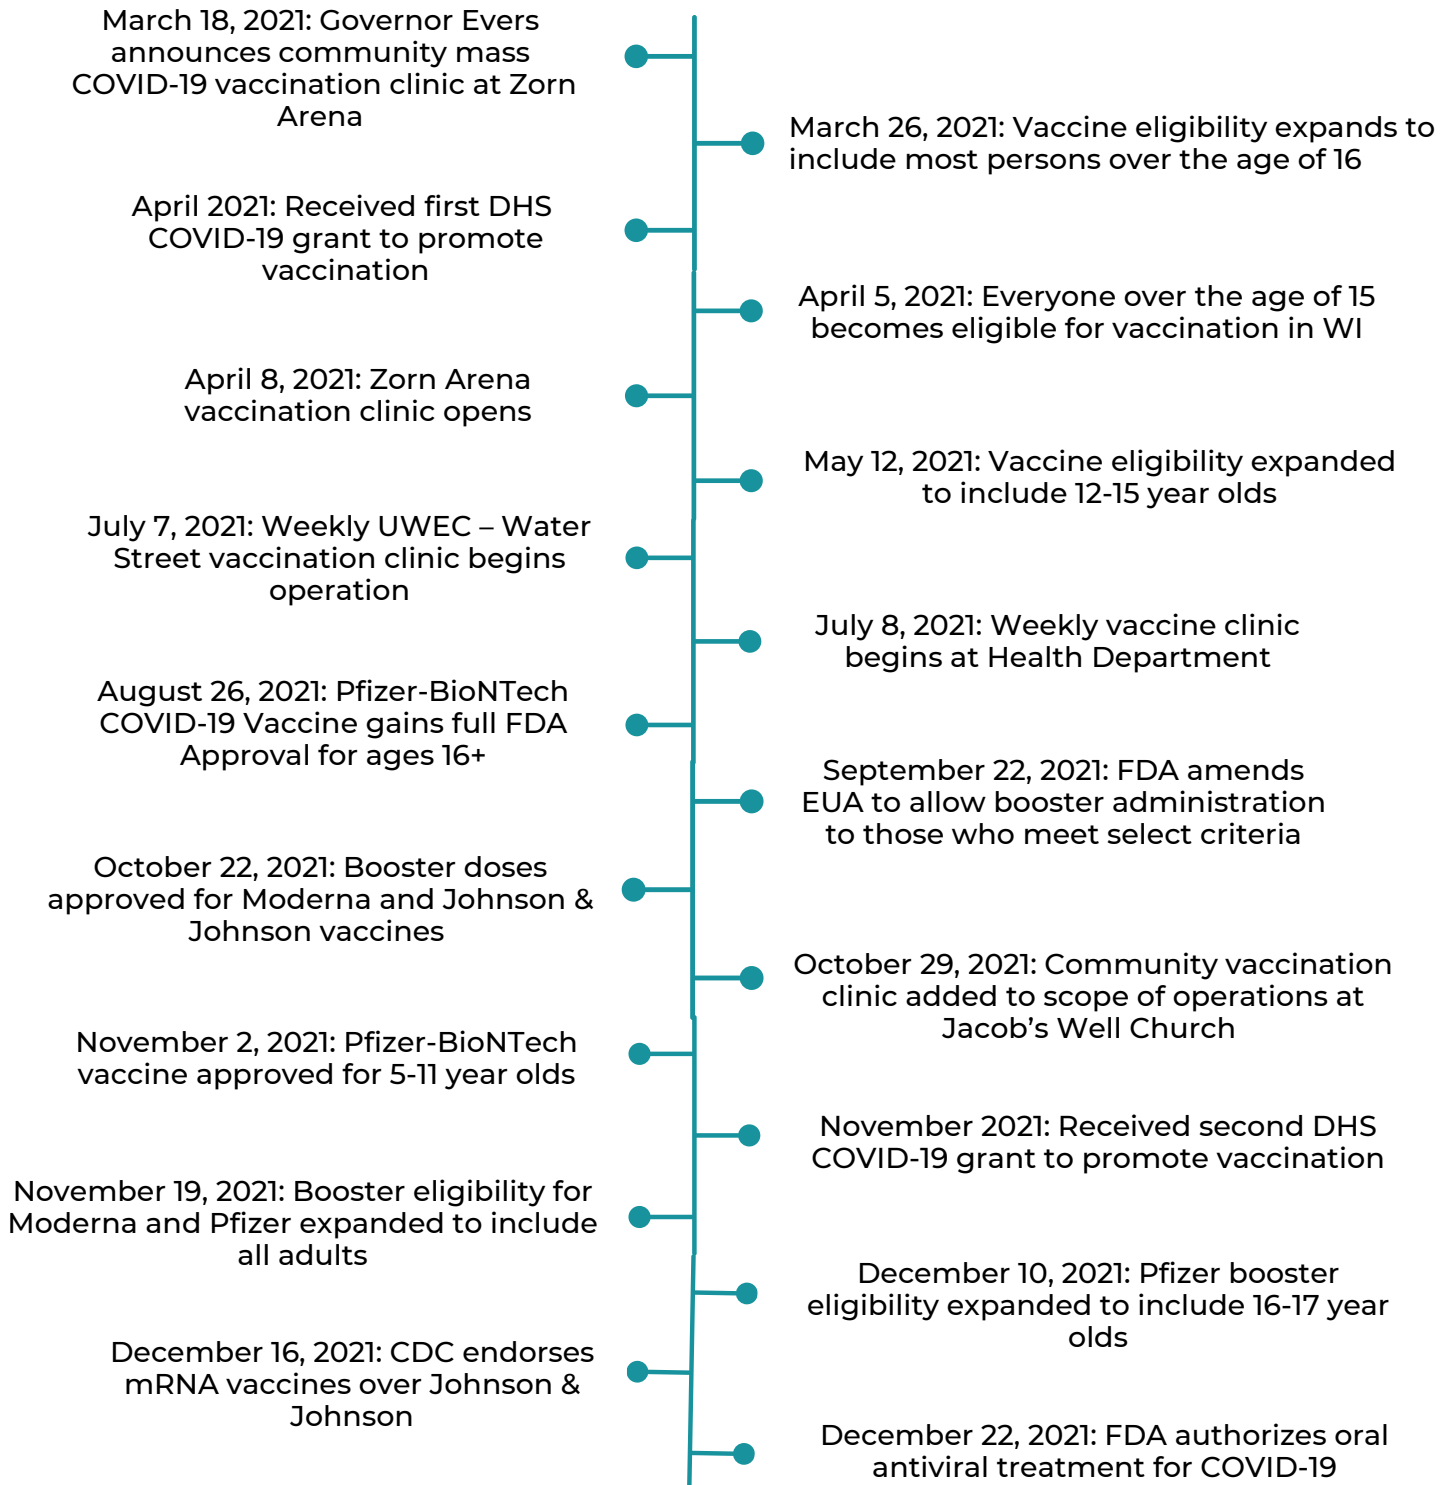 March 18, 2021: Governor Evers
announces community mass
COVID-19 vaccination clinic at Zorn
Arena
March 26, 2021: Vaccine eligibility expands to
include most persons over the age of 16
April 2021: Received first DHS
COVID-19 grant to promote
vaccination
April 5, 2021: Everyone over the age of 15
becomes eligible for vaccination in WI
April 8, 2021: Zorn Arena
vaccination clinic opens
May 12, 2021: Vaccine eligibility expanded
to include 12-15 year olds
July 7, 2021: Weekly UWEC – Water
Street vaccination clinic begins
operation
July 8, 2021: Weekly vaccine clinic
begins at Health Department
August 26, 2021: Pfizer-BioNTech
COVID-19 Vaccine gains full FDA
Approval for ages 16+
September 22, 2021: FDA amends
EUA to allow booster administration
to those who meet select criteria
October 22, 2021: Booster doses
approved for Moderna and Johnson &
Johnson vaccines
October 29, 2021: Community vaccination
clinic added to scope of operations at
Jacob’s Well Church
November 2, 2021: Pfizer-BioNTech
vaccine approved for 5-11 year olds
November 2021: Received second DHS
COVID-19 grant to promote vaccination
November 19, 2021: Booster eligibility for
Moderna and Pfizer expanded to include
all adults
December 10, 2021: Pfizer booster
eligibility expanded to include 16-17 year
olds
December 16, 2021: CDC endorses
mRNA vaccines over Johnson &
Johnson
December 22, 2021: FDA authorizes oral
antiviral treatment for COVID-19